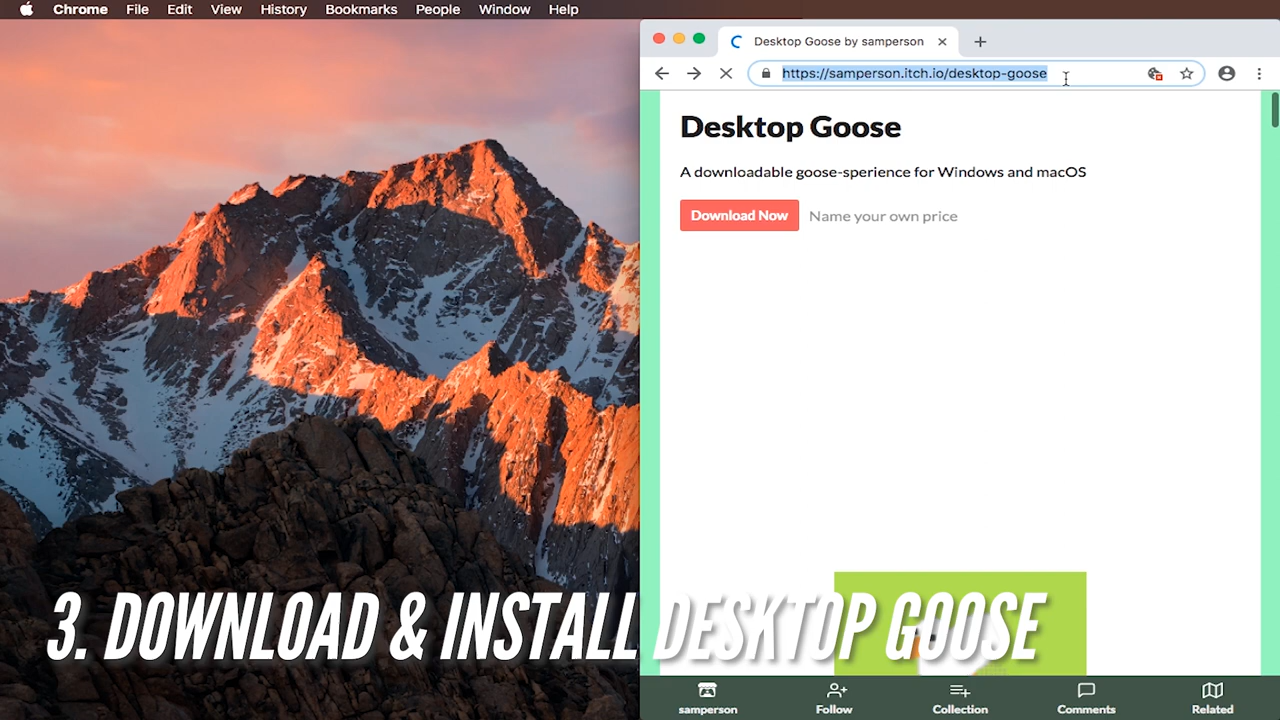 Chrome File Edit View History Bookmarks People Window Help
Desktop Goose by samperson
https://samperson.itch.io/desktop-goose
Desktop Goose
A downloadable goose-sperience for Windows and macOS
Download Now Name your own price
3. DOWNLOAD & INSTALL DESKTOP GOOSE
samperson Follow Collection Comments Related